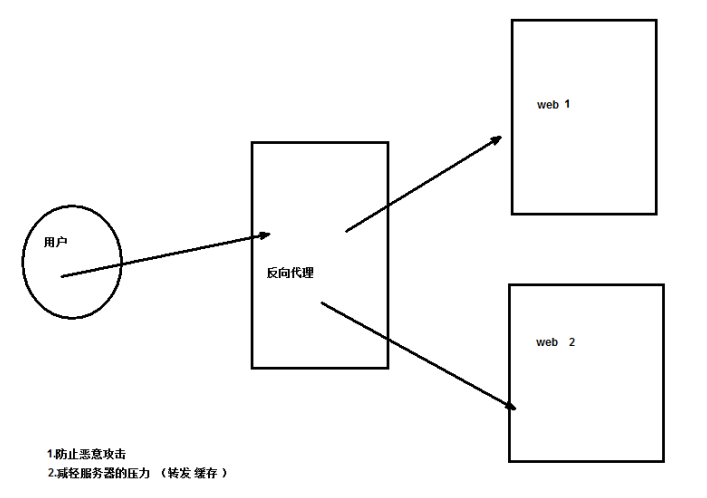 web 1
用户
反向代理
web 2
1.防止恶意攻击
2.减轻服务器的压力 （转发 缓存 ）